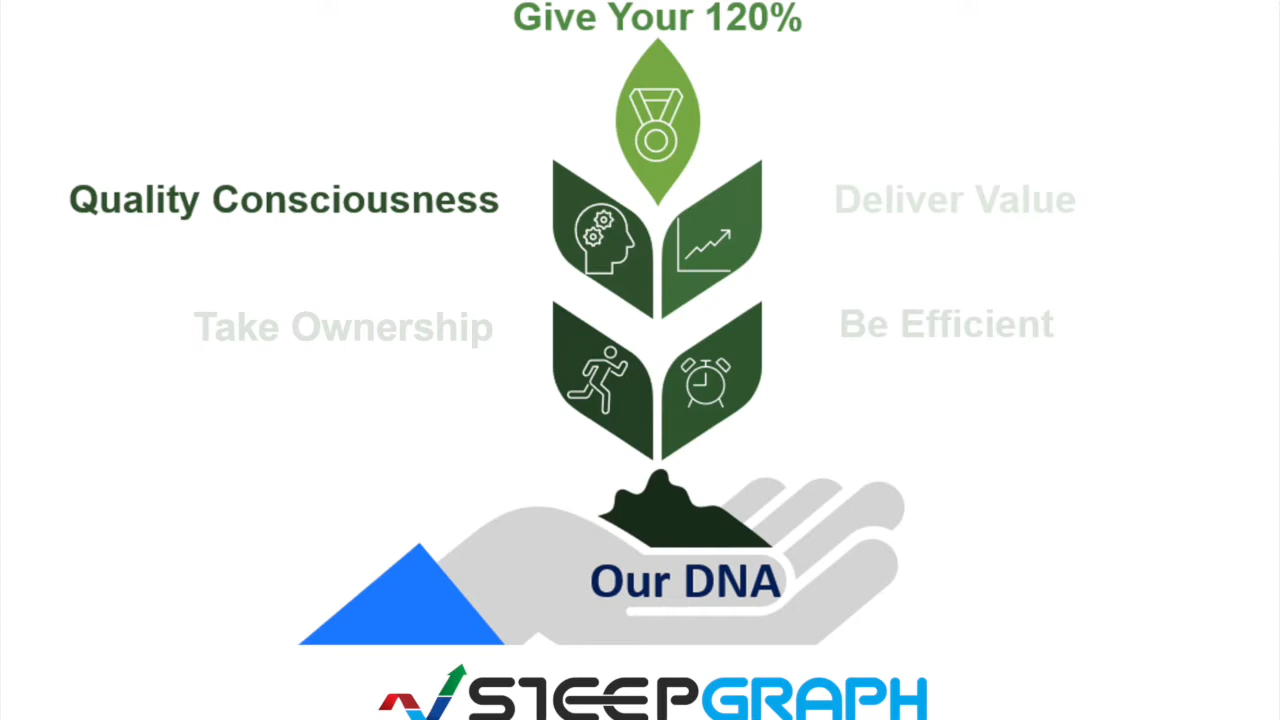 Give Your 120%
Quality Consciousness
Deliver Value
Take Ownership
Be Efficient
Our DNA
STEEPGRAPH